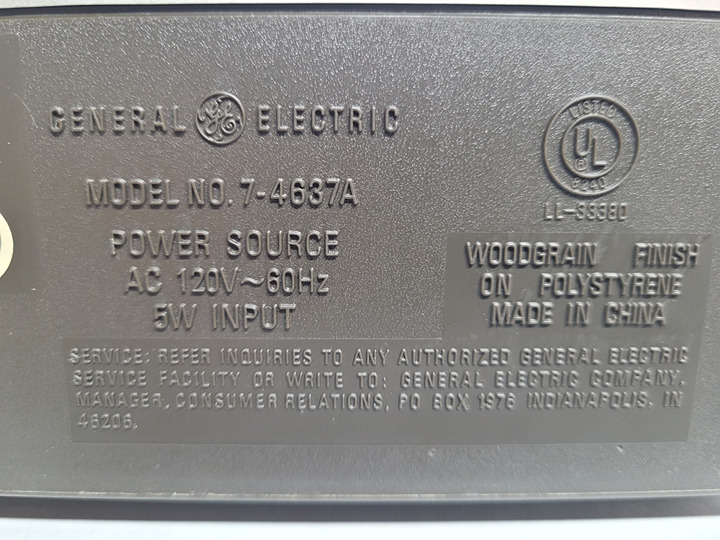 GENERAL GE ELECTRIC
MODEL NO. 7-4637A
POWER SOURCE
AC 120V~60Hz
5W INPUT
LISTED
UL
®
LL-39380
WOODGRAIN FINISH
ON POLYSTYRENE
MADE IN CHINA
SERVICE: REFER INQUIRIES TO ANY AUTHORIZED GENERAL ELECTRIC
SERVICE FACILITY OR WRITE TO: GENERAL ELECTRIC COMPANY,
MANAGER, CONSUMER RELATIONS, PO BOX 1976 INDIANAPOLIS, IN
46206.